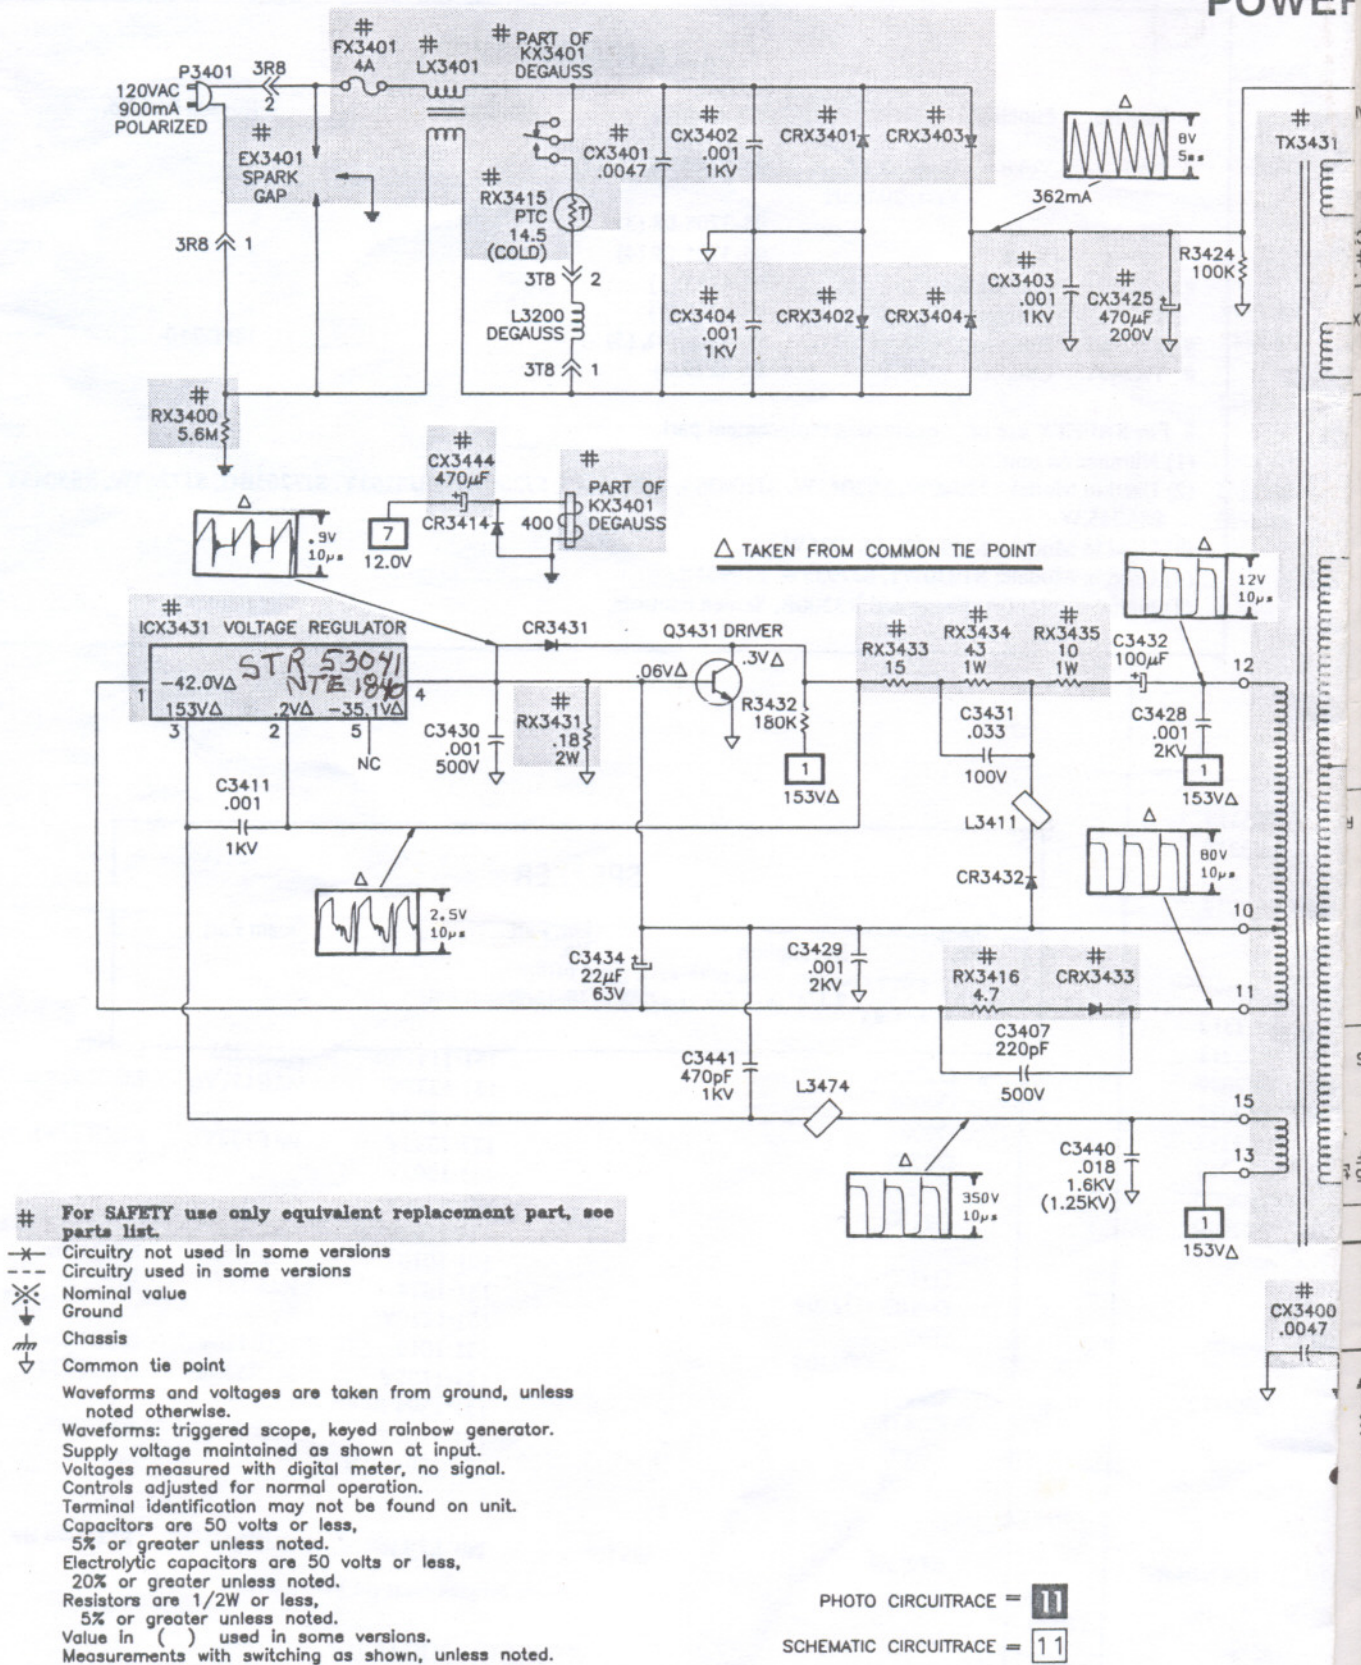 POWER
#
FX3401
4A
#
LX3401
# PART OF
KX3401
DEGAUSS
P3401
3R8
2
120VAC
900mA
POLARIZED
#
EX3401
SPARK
GAP
3R8
1
#
CX3401
.0047
#
CX3402
.001
1KV
#
CRX3401
#
CRX3403
△
8V
5ms
#
TX3431
#
RX3415
PTC
14.5
(COLD)
T
362mA
3T8
2
L3200
DEGAUSS
3T8
1
#
CX3404
.001
1KV
#
CRX3402
#
CRX3404
#
CX3403
.001
1KV
#
CX3425
470µF
200V
+
R3424
100K
#
RX3400
5.6M
#
CX3444
470µF
+
#
PART OF
KX3401
DEGAUSS
400
CR3414
7
12.0V
△
.9V
10µs
△ TAKEN FROM COMMON TIE POINT
△
12V
10µs
#
ICX3431 VOLTAGE REGULATOR
STR 53041
NTE 1846
-42.0V△
153V△
.2V△
-35.1V△
1
4
3
2
5
NC
CR3431
Q3431 DRIVER
.06V△
.3V△
#
RX3433
15
#
RX3434
43
1W
#
RX3435
10
1W
C3432
100µF
+
12
#
RX3431
.18
2W
C3430
.001
500V
R3432
180K
1
153V△
C3431
.033
100V
C3428
.001
2KV
1
153V△
C3411
.001
1KV
L3411
CR3432
△
80V
10µs
△
2.5V
10µs
10
C3434
22µF
63V
+
C3429
.001
2KV
#
RX3416
4.7
#
CRX3433
11
C3407
220pF
500V
C3441
470pF
1KV
L3474
15
C3440
.018
1.6KV
(1.25KV)
13
△
350V
10µs
1
153V△
# For SAFETY use only equivalent replacement part, see
parts list.
Circuitry not used In some versions
Circuitry used in some versions
Nominal value
Ground
Chassis
Common tie point
Waveforms and voltages are taken from ground, unless
noted otherwise.
Waveforms: triggered scope, keyed rainbow generator.
Supply voltage maintained as shown at input.
Voltages measured with digital meter, no signal.
Controls adjusted for normal operation.
Terminal identification may not be found on unit.
Capacitors are 50 volts or less,
5% or greater unless noted.
Electrolytic capacitors are 50 volts or less,
20% or greater unless noted.
Resistors are 1/2W or less,
5% or greater unless noted.
Value in ( ) used in some versions.
Measurements with switching as shown, unless noted.
#
CX3400
.0047
PHOTO CIRCUITRACE = 11
SCHEMATIC CIRCUITRACE = 11